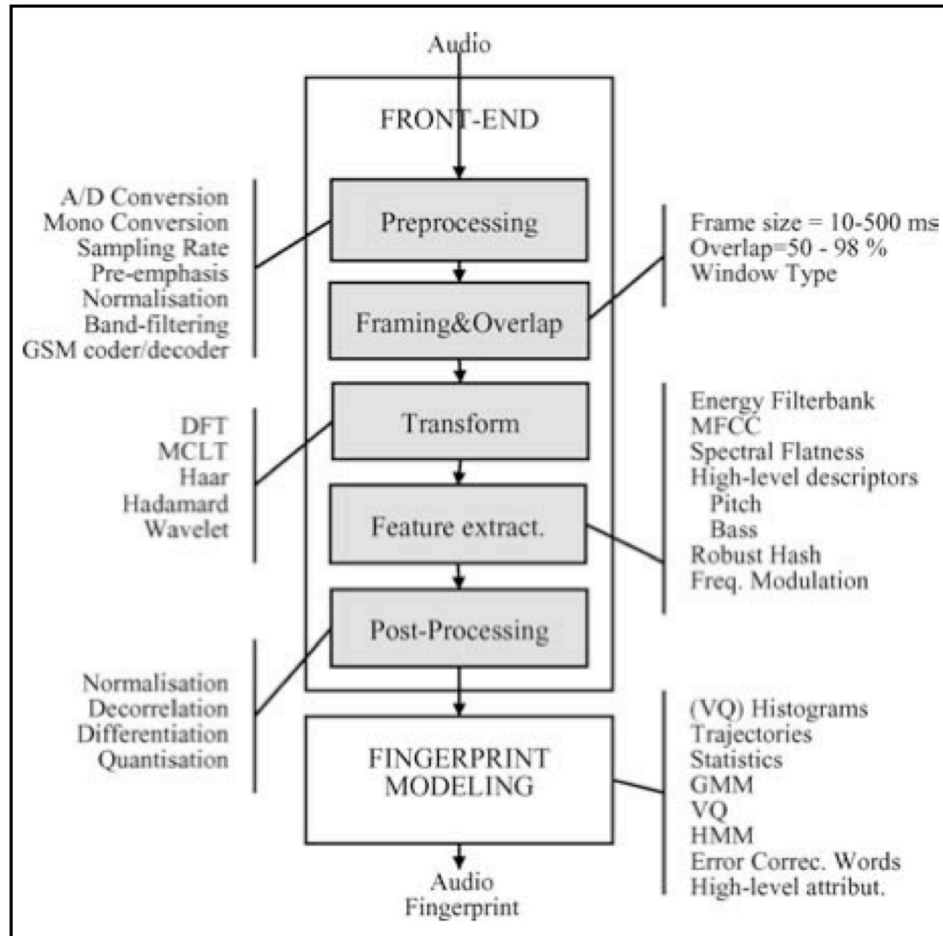 Audio
FRONT-END
Preprocessing
A/D Conversion
Mono Conversion
Sampling Rate
Pre-emphasis
Normalisation
Band-filtering
GSM coder/decoder
Framing&Overlap
Frame size = 10-500 ms
Overlap=50 - 98 %
Window Type
Transform
DFT
MCLT
Haar
Hadamard
Wavelet
Feature extract.
Energy Filterbank
MFCC
Spectral Flatness
High-level descriptors
Pitch
Bass
Robust Hash
Freq. Modulation
Post-Processing
Normalisation
Decorrelation
Differentiation
Quantisation
FINGERPRINT
MODELING
(VQ) Histograms
Trajectories
Statistics
GMM
VQ
HMM
Error Correc. Words
High-level attribut.
Audio
Fingerprint